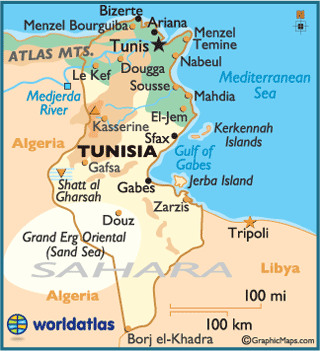 Bizerte
Ariana
Menzel Bourguiba
Menzel
Temine
Tunis
ATLAS MTS.
Dougga
Nabeul
Le Kef
Mediterranean
Sea
Sousse
Medjerda
River
Mahdia
El-Jem
Kasserine
Kerkennah
Islands
Sfax
Algeria
TUNISIA
Gulf of
Gabes
Gafsa
Shatt al
Gharsah
Gabes
Jerba Island
Zarzis
Douz
Tripoli
Grand Erg Oriental
(Sand Sea)
SAHARA
Libya
Algeria
100 mi
100 km
worldatlas
Borj el-Khadra
©GraphicMaps.com